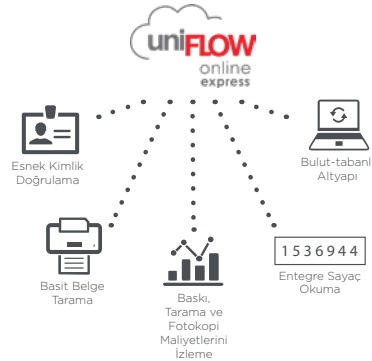 uniFLOW
online
express
Esnek Kimlik
Doğrulama
Bulut-tabanl
Altyapı
Basit Belge
Tarama
Baskı,
Tarama ve
Fotokopi
Maliyetlerini
İzleme
1536944
Entegre Sayaç
Okuma